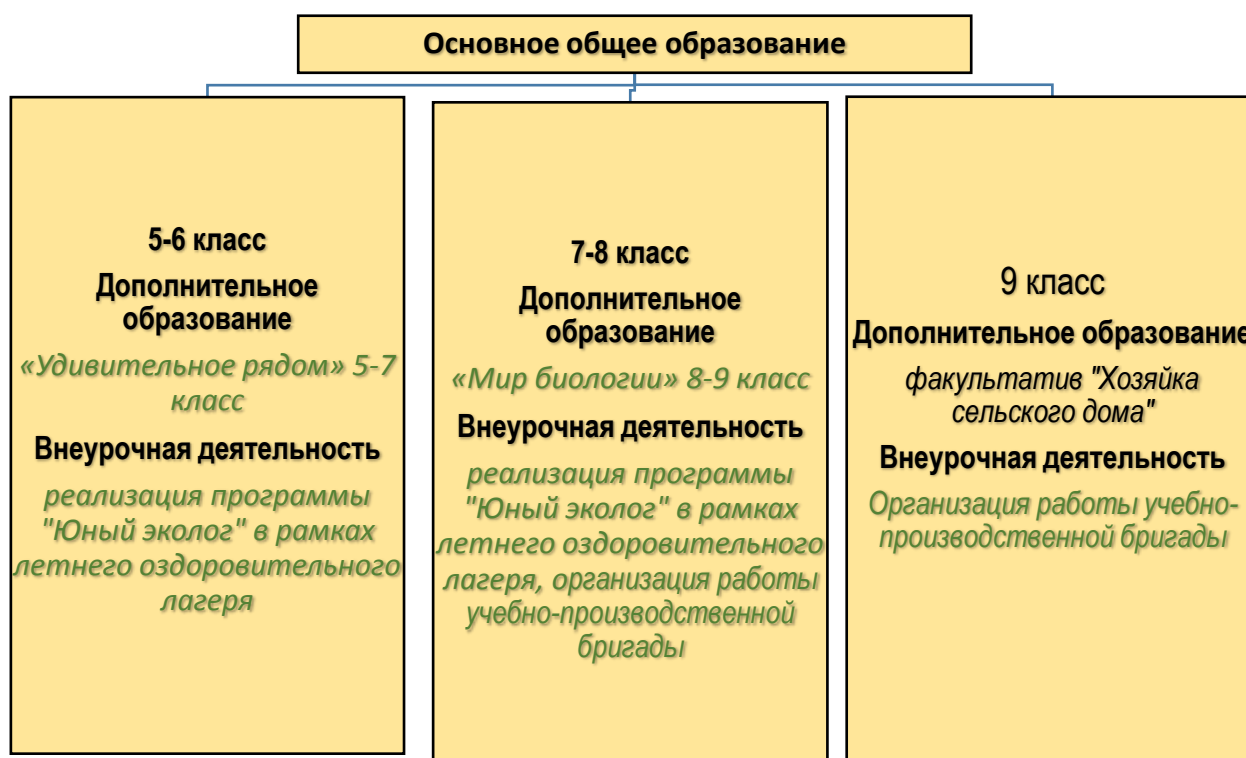 Основное общее образование
5-6 класс
Дополнительное
образование
«Удивительное рядом» 5-7
класс
Внеурочная деятельность
реализация программы
"Юный эколог" в рамках
летнего оздоровительного
лагеря
7-8 класс
Дополнительное
образование
«Мир биологии» 8-9 класс
Внеурочная деятельность
реализация программы
"Юный эколог" в рамках
летнего оздоровительного
лагеря, организация работы
учебно-производственной
бригады
9 класс
Дополнительное образование
факультатив "Хозяйка
сельского дома"
Внеурочная деятельность
Организация работы учебно-
производственной бригады